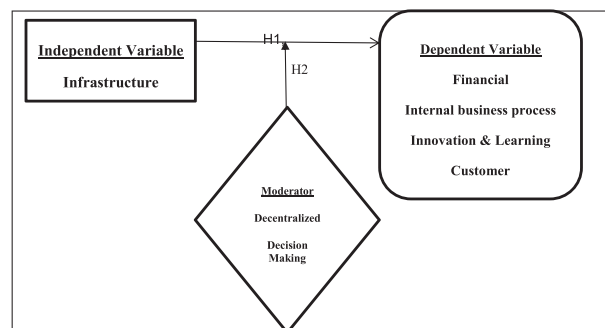 Independent Variable
Infrastructure
H1
H2
Dependent Variable
Financial
Internal business process
Innovation & Learning
Customer
Moderator
Decentralized
Decision
Making